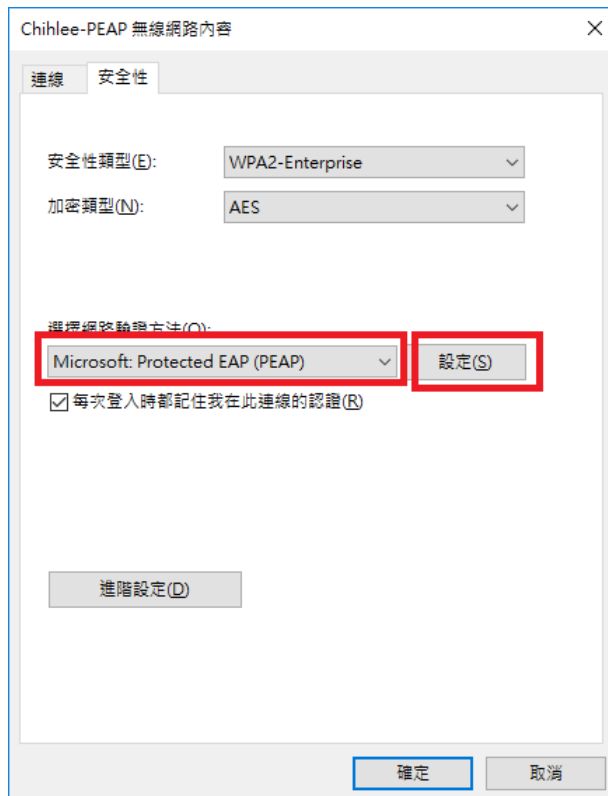 Chihlee-PEAP 無線網路內容
連線 安全性
安全性類型(E): WPA2-Enterprise
加密類型(N): AES
選擇網路驗證方法(O):
Microsoft: Protected EAP (PEAP) 設定(S)
每次登入時都記住我在此連線的認證(R)
進階設定(D)
確定 取消